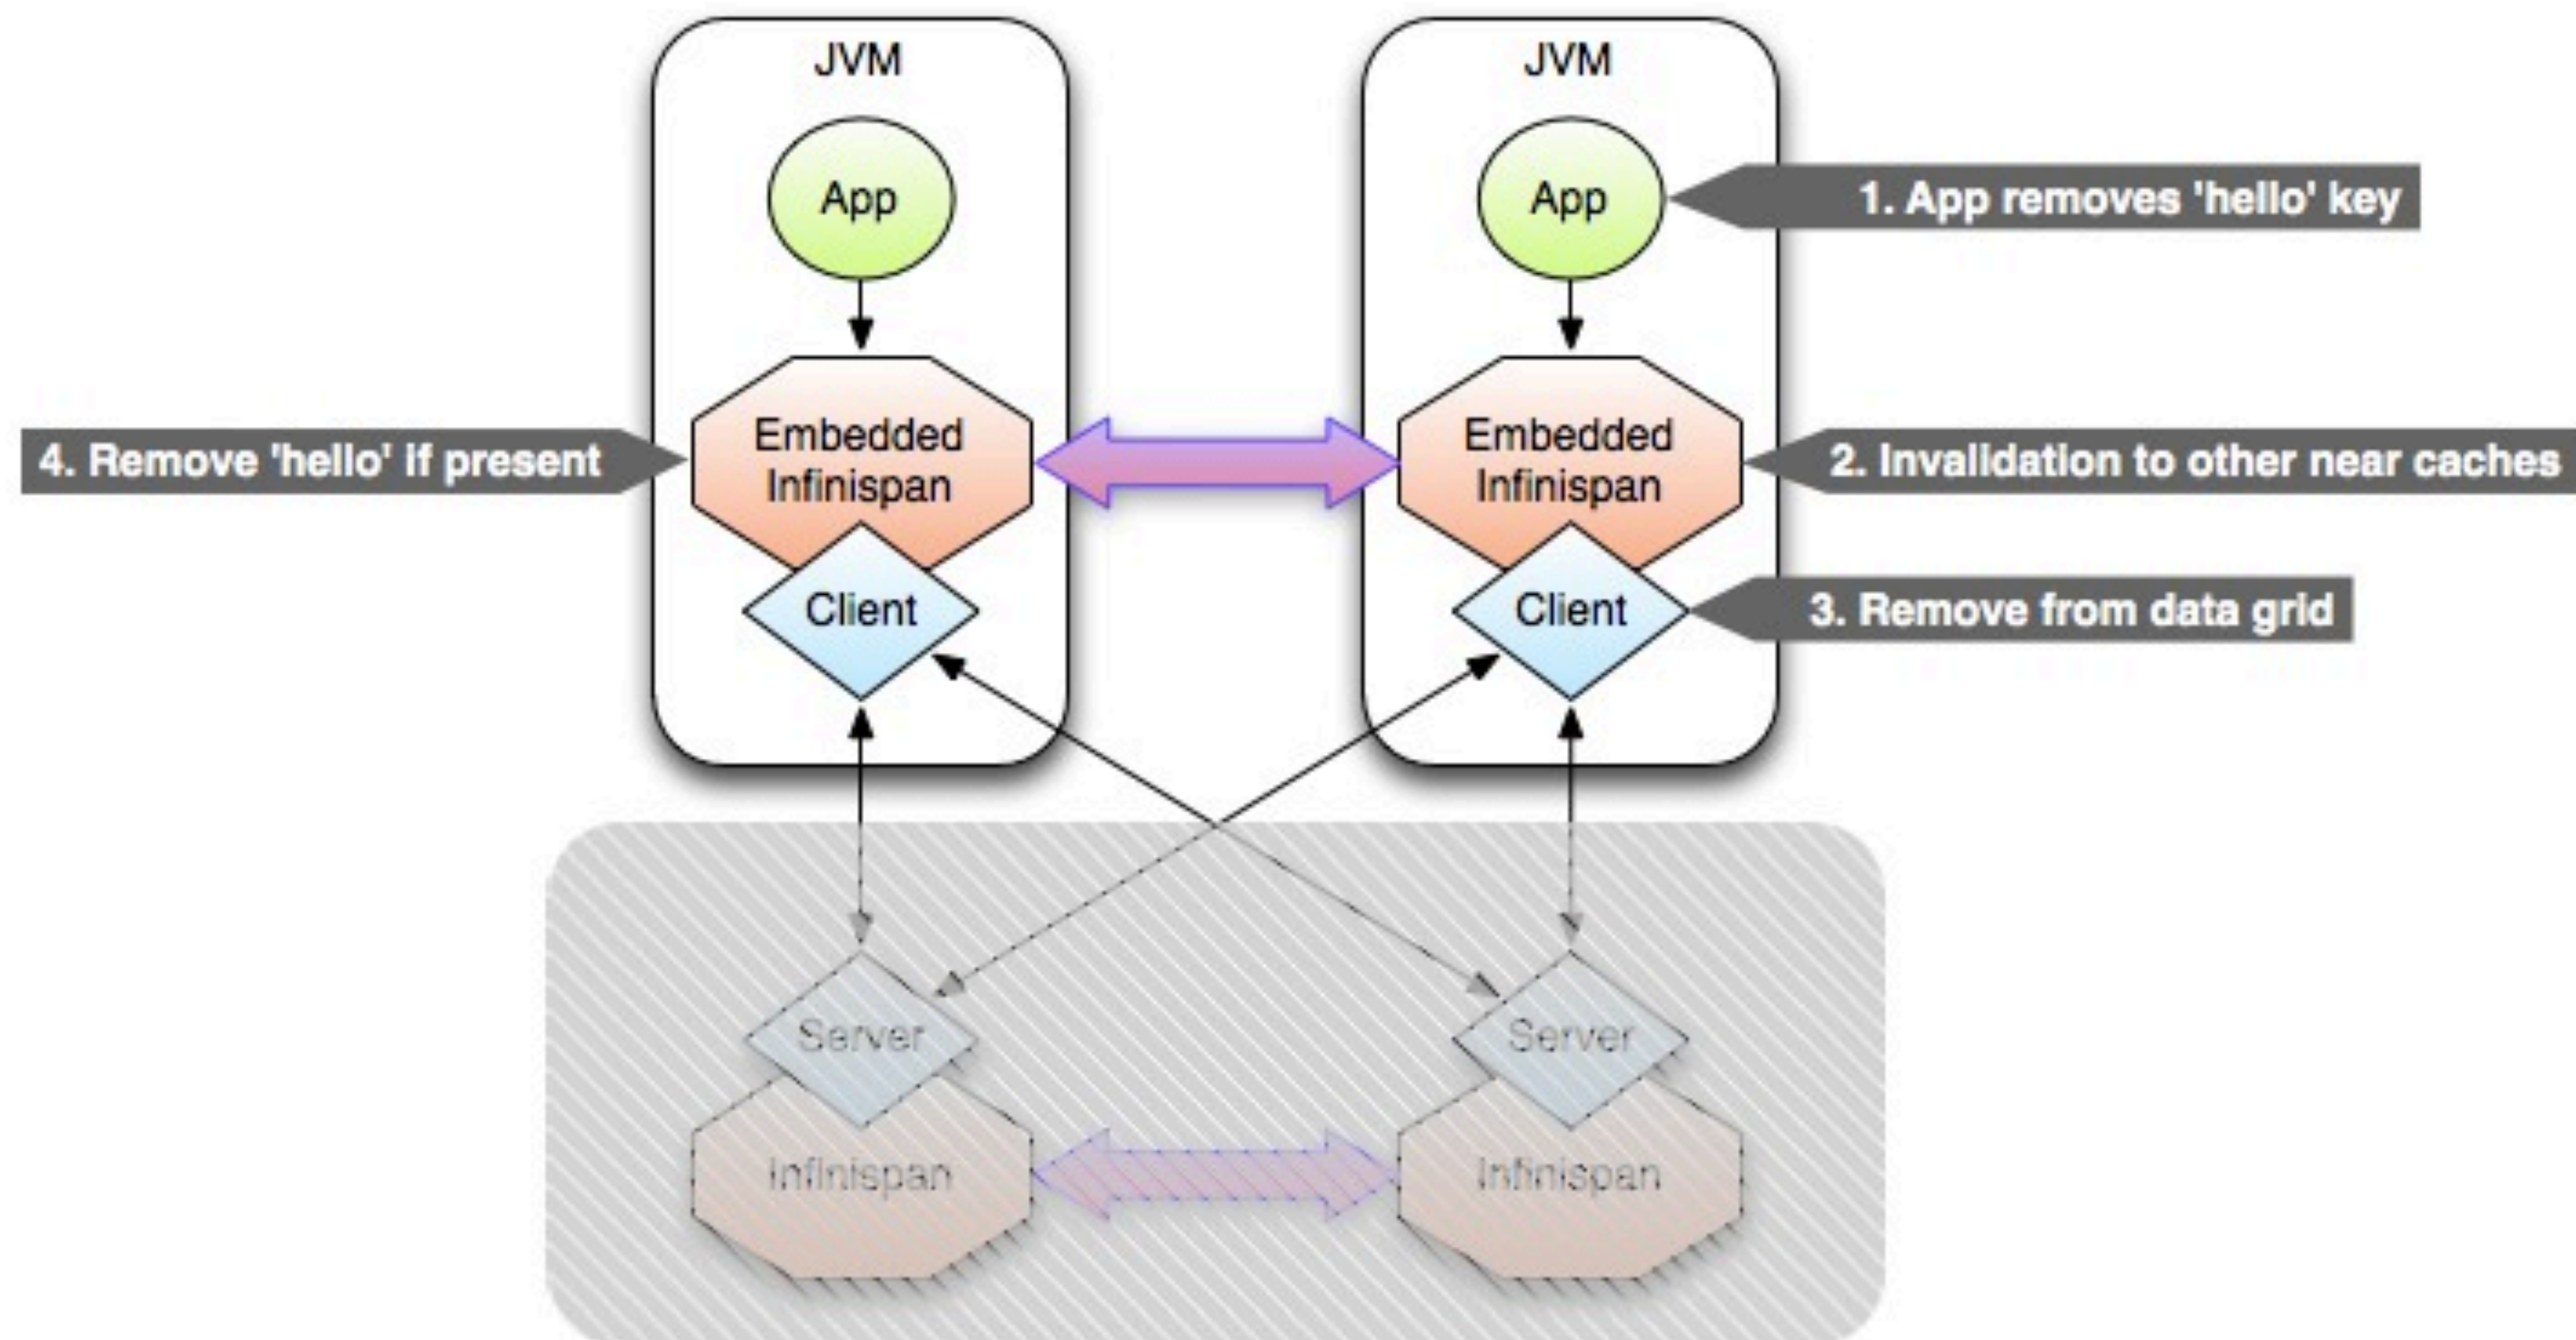 JVM
JVM
App
App
1. App removes 'hello' key
Embedded
Infinispan
Embedded
Infinispan
4. Remove 'hello' if present
2. Invalidation to other near caches
Client
Client
3. Remove from data grid
Server
Server
Infinispan
Infinispan